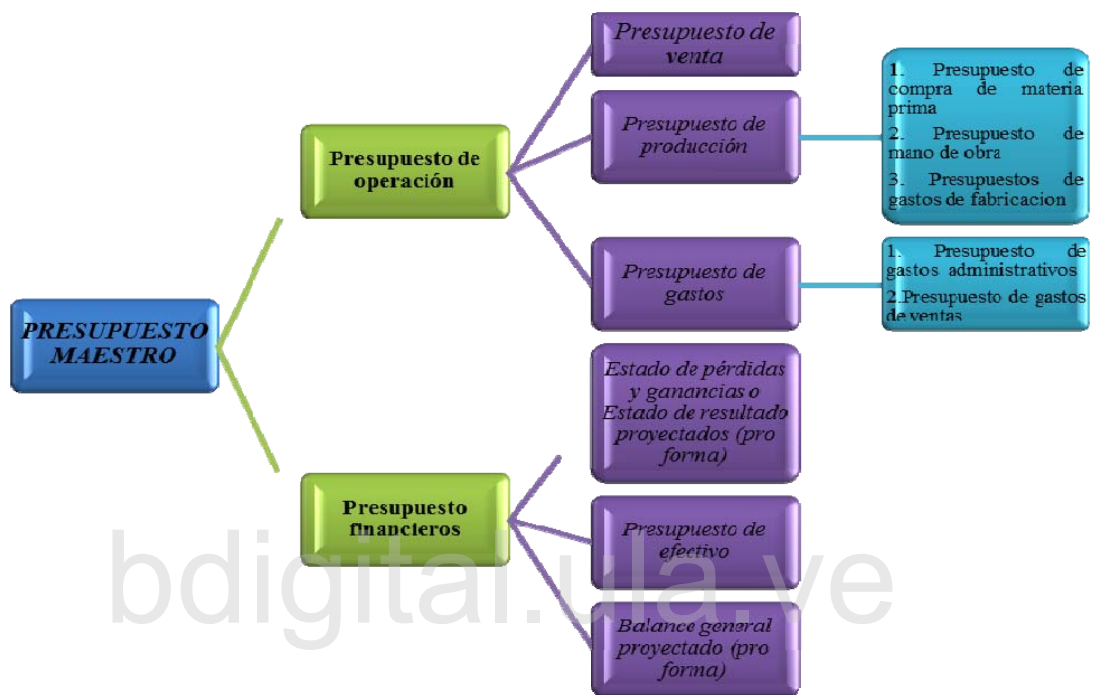 PRESUPUESTO
MAESTRO
Presupuesto de
operación
Presupuesto de
venta
Presupuesto de
producción
1. Presupuesto de
compra de materia
prima
2. Presupuesto de
mano de obra
3. Presupuestos de
gastos de fabricacion
Presupuesto de
gastos
1. Presupuesto de
gastos administrativos
2.Presupuesto de gastos
de ventas
Presupuesto
financieros
Estado de pérdidas
y ganancias o
Estado de resultado
proyectados (pro
forma)
Presupuesto de
efectivo
Balance general
proyectado (pro
forma)
bdigital.ula.ve